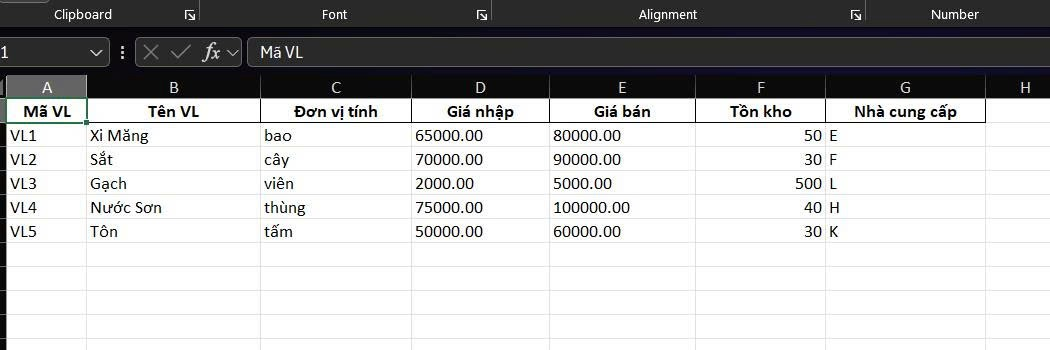 Clipboard Font Alignment Number
1 fx Mã VL
A B C D E F G H
Mã VL Tên VL Đơn vị tính Giá nhập Giá bán Tồn kho Nhà cung cấp
VL1 Xi Măng bao 65000.00 80000.00 50 E
VL2 Sắt cây 70000.00 90000.00 30 F
VL3 Gạch viên 2000.00 5000.00 500 L
VL4 Nước Sơn thùng 75000.00 100000.00 40 H
VL5 Tôn tấm 50000.00 60000.00 30 K